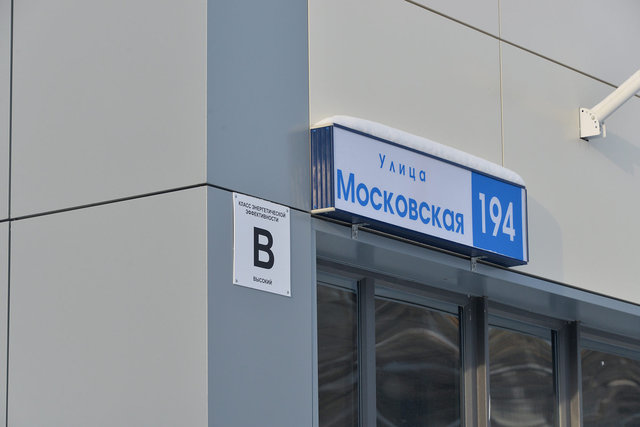 Улица
Московская
194
КЛАСС ЭНЕРГЕТИЧЕСКОЙ
ЭФФЕКТИВНОСТИ
B
ВЫСОКИЙ